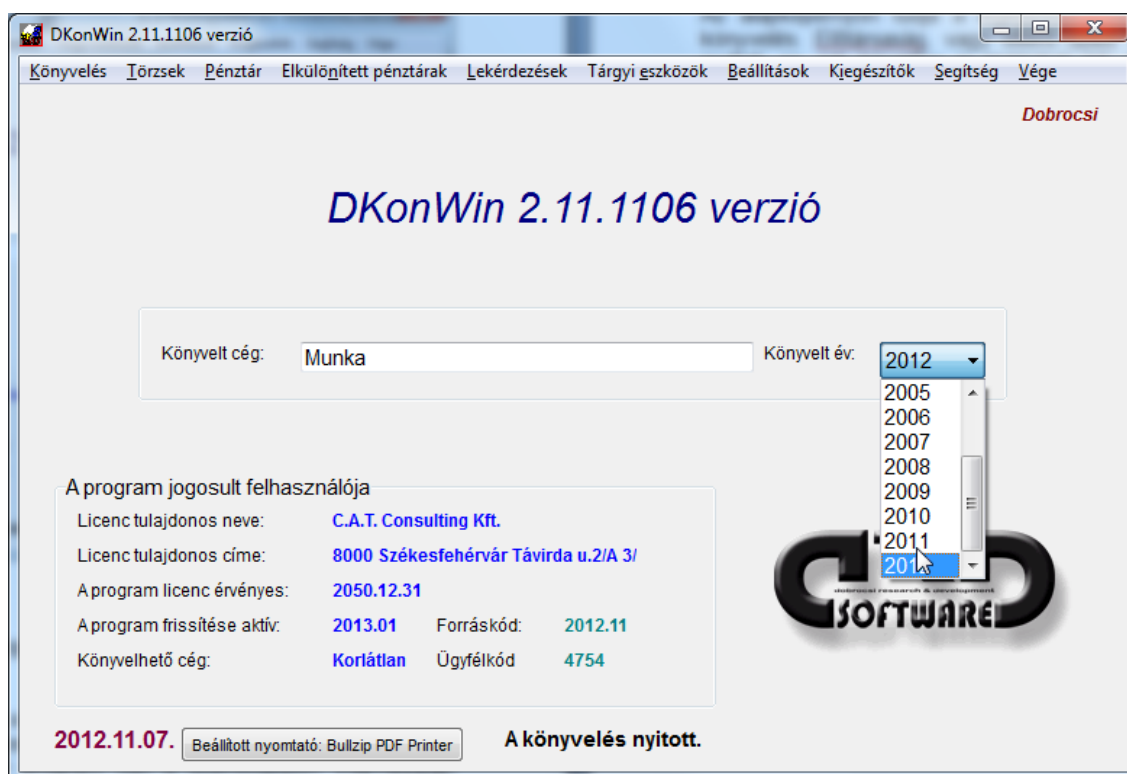 DKonWin 2.11.1106 verzió
Könyvelés Törzsek Pénztár Elkülönített pénztárak Lekérdezések Tárgyi eszközök Beállítások Kiegészítők Segítség Vége
Dobrocsi
DKonWin 2.11.1106 verzió
Könyvelt cég: Munka Könyvelt év: 2012
2005
2006
2007
2008
2009
2010
2011
A program jogosult felhasználója
Licenc tulajdonos neve: C.A.T. Consulting Kft.
Licenc tulajdonos címe: 8000 Székesfehérvár Távirda u.2/A 3/
A program licenc érvényes: 2050.12.31
A program frissítése aktív: 2013.01 Forráskód: 2012.11
Könyvelhető cég: Korlátlan Ügyfélkód 4754
dobrocsi research & development
SOFTWARE
2012.11.07. Beállított nyomtató: Bullzip PDF Printer A könyvelés nyitott.